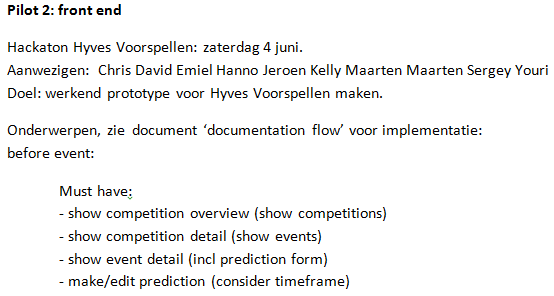 Pilot 2: front end
Hackaton Hyves Voorspellen: zaterdag 4 juni.
Aanwezigen: Chris David Emiel Hanno Jeroen Kelly Maarten Maarten Sergey Youri
Doel: werkend prototype voor Hyves Voorspellen maken.
Onderwerpen, zie document ‘documentation flow’ voor implementatie:
before event:
Must have:
- show competition overview (show competitions)
- show competition detail (show events)
- show event detail (incl prediction form)
- make/edit prediction (consider timeframe)